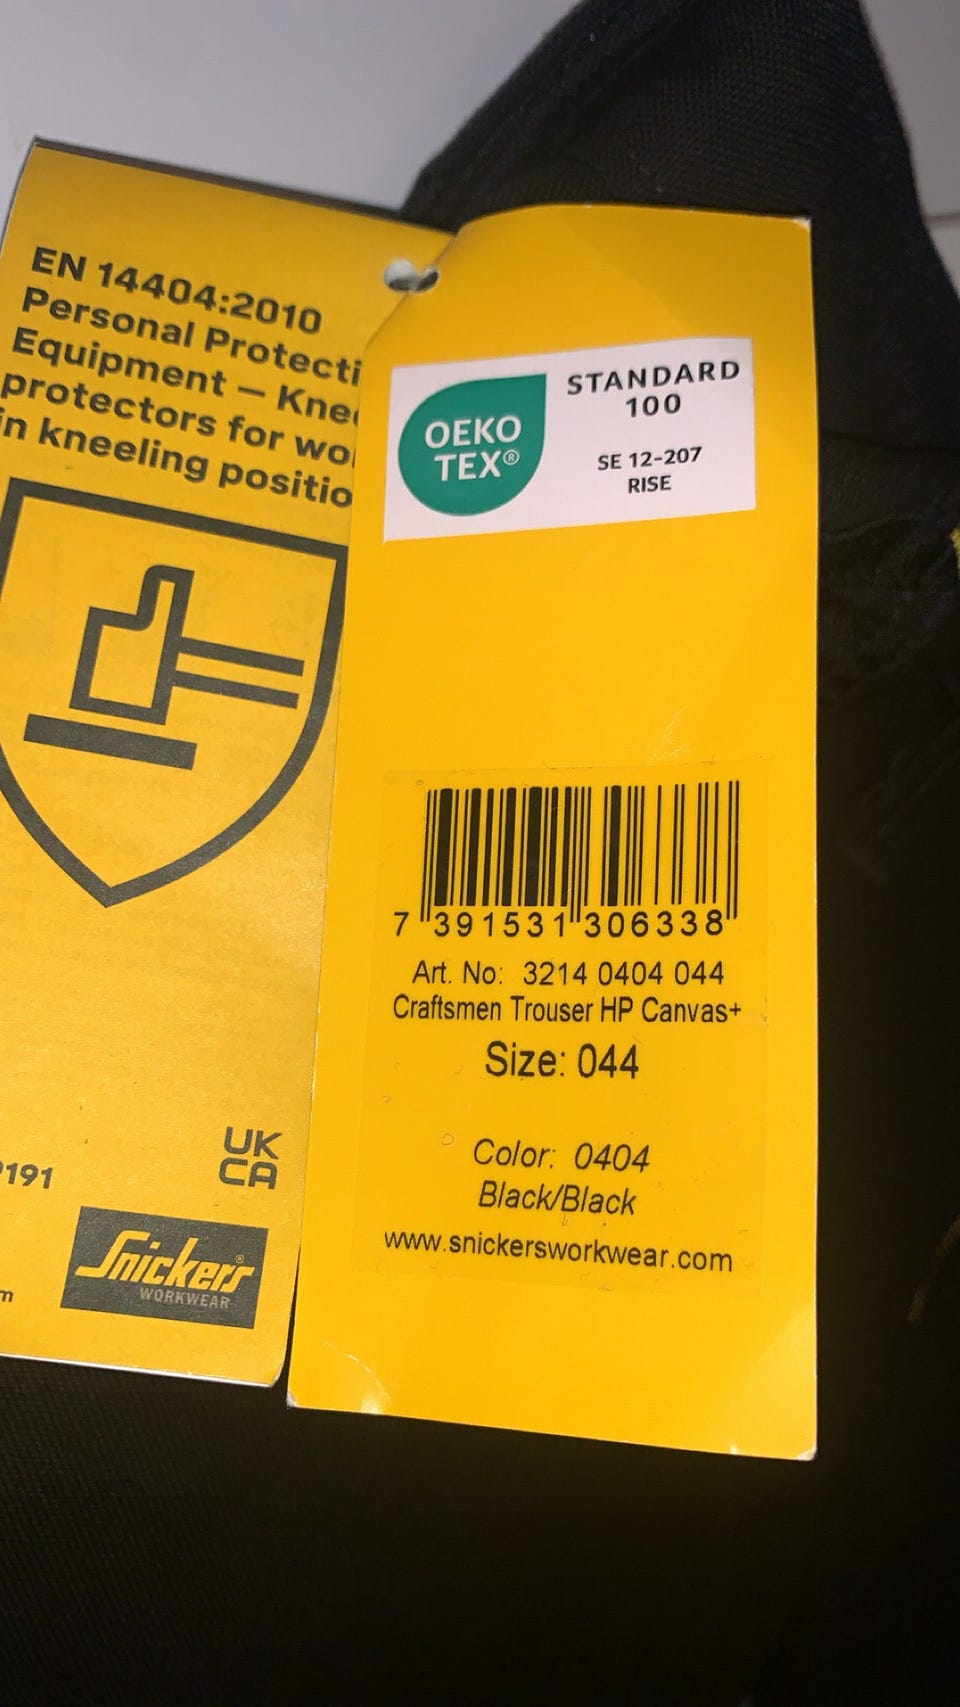 EN 14404:2010
Personal Protecti
Equipment – Knee
protectors for wo
in kneeling positio
9191
m
UK
CA
Snickers®
WORKWEAR
OEKO
TEX®
STANDARD
100
SE 12-207
RISE
7 391531 306338
Art. No: 3214 0404 044
Craftsmen Trouser HP Canvas+
Size: 044
Color: 0404
Black/Black
www.snickersworkwear.com